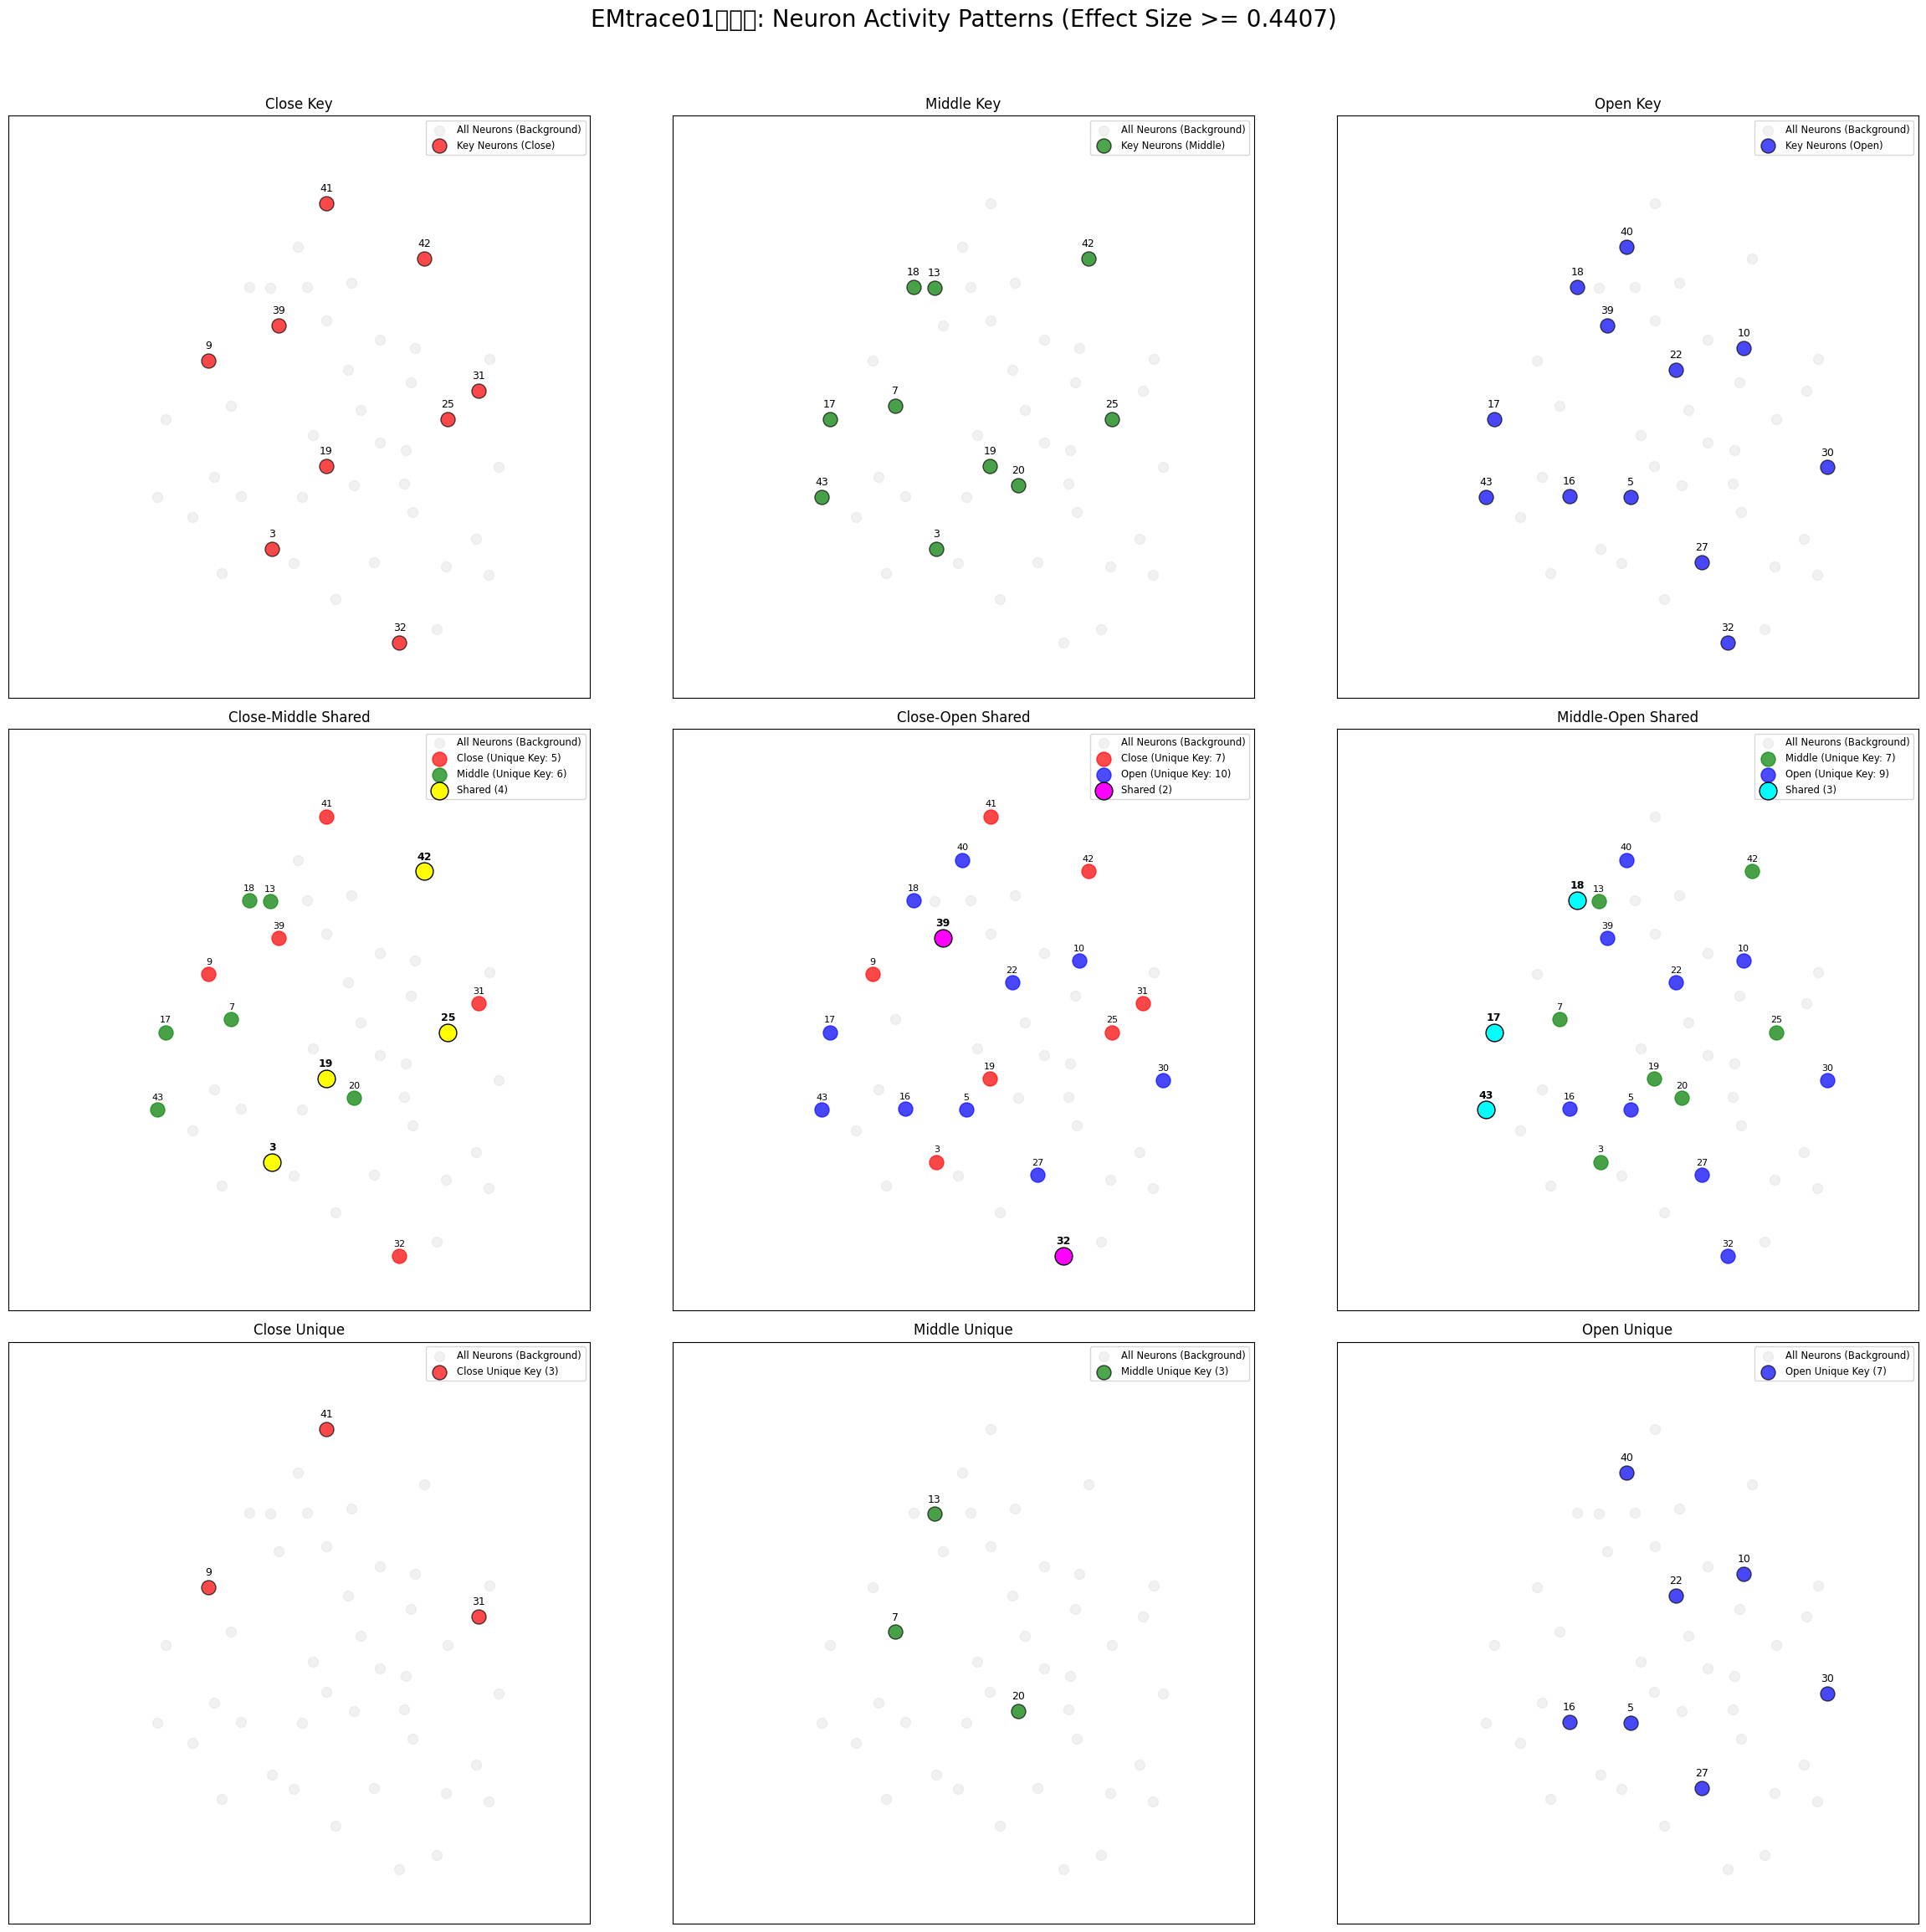 EMtrace01: Neuron Activity Patterns (Effect Size >= 0.4407)
Close Key
All Neurons (Background)
Key Neurons (Close)
41
42
39
9
31
25
19
3
32
Middle Key
All Neurons (Background)
Key Neurons (Middle)
42
18 13
7
17
25
19
20
43
3
Open Key
All Neurons (Background)
Key Neurons (Open)
40
18
39
10
22
17
30
43 16 5
27
32
Close-Middle Shared
All Neurons (Background)
Close (Unique Key: 5)
Middle (Unique Key: 6)
Shared (4)
41
42
18 13
39
9
31
7
17
25
19
20
43
3
32
Close-Open Shared
All Neurons (Background)
Close (Unique Key: 7)
Open (Unique Key: 10)
Shared (2)
41
40
42
18
39
10
9
22
31
17
25
19
30
43 16 5
3
27
32
Middle-Open Shared
All Neurons (Background)
Middle (Unique Key: 7)
Open (Unique Key: 9)
Shared (3)
40
42
18 13
39
10
22
7
17
25
19
30
20
43 16 5
3
27
32
Close Unique
All Neurons (Background)
Close Unique Key (3)
41
9
31
Middle Unique
All Neurons (Background)
Middle Unique Key (3)
13
7
20
Open Unique
All Neurons (Background)
Open Unique Key (7)
40
10
22
30
16 5
27